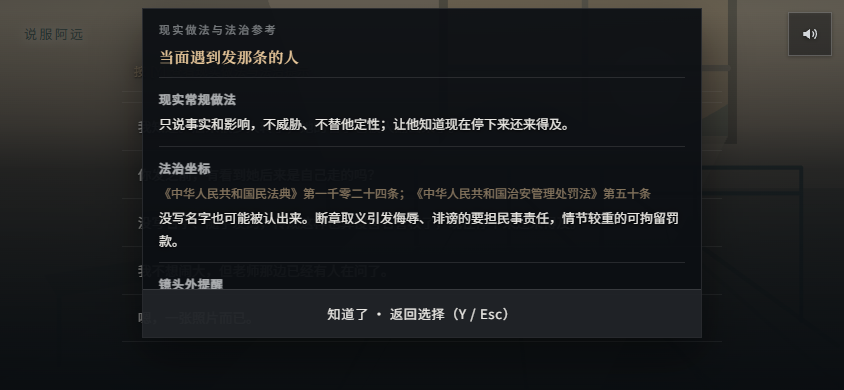 说服阿远
现实做法与法治参考
当面遇到发那条的人
现实常规做法
只说事实和影响，不威胁、不替他定性；让他知道现在停下来还来得及。
法治坐标
《中华人民共和国民法典》第一千零二十四条；《中华人民共和国治安管理处罚法》第五十条
没写名字也可能被认出来。断章取义引发侮辱、诽谤的要担民事责任，情节较重的可拘留罚
款。
镜头外提醒
知道了 · 返回选择（Y / Esc）